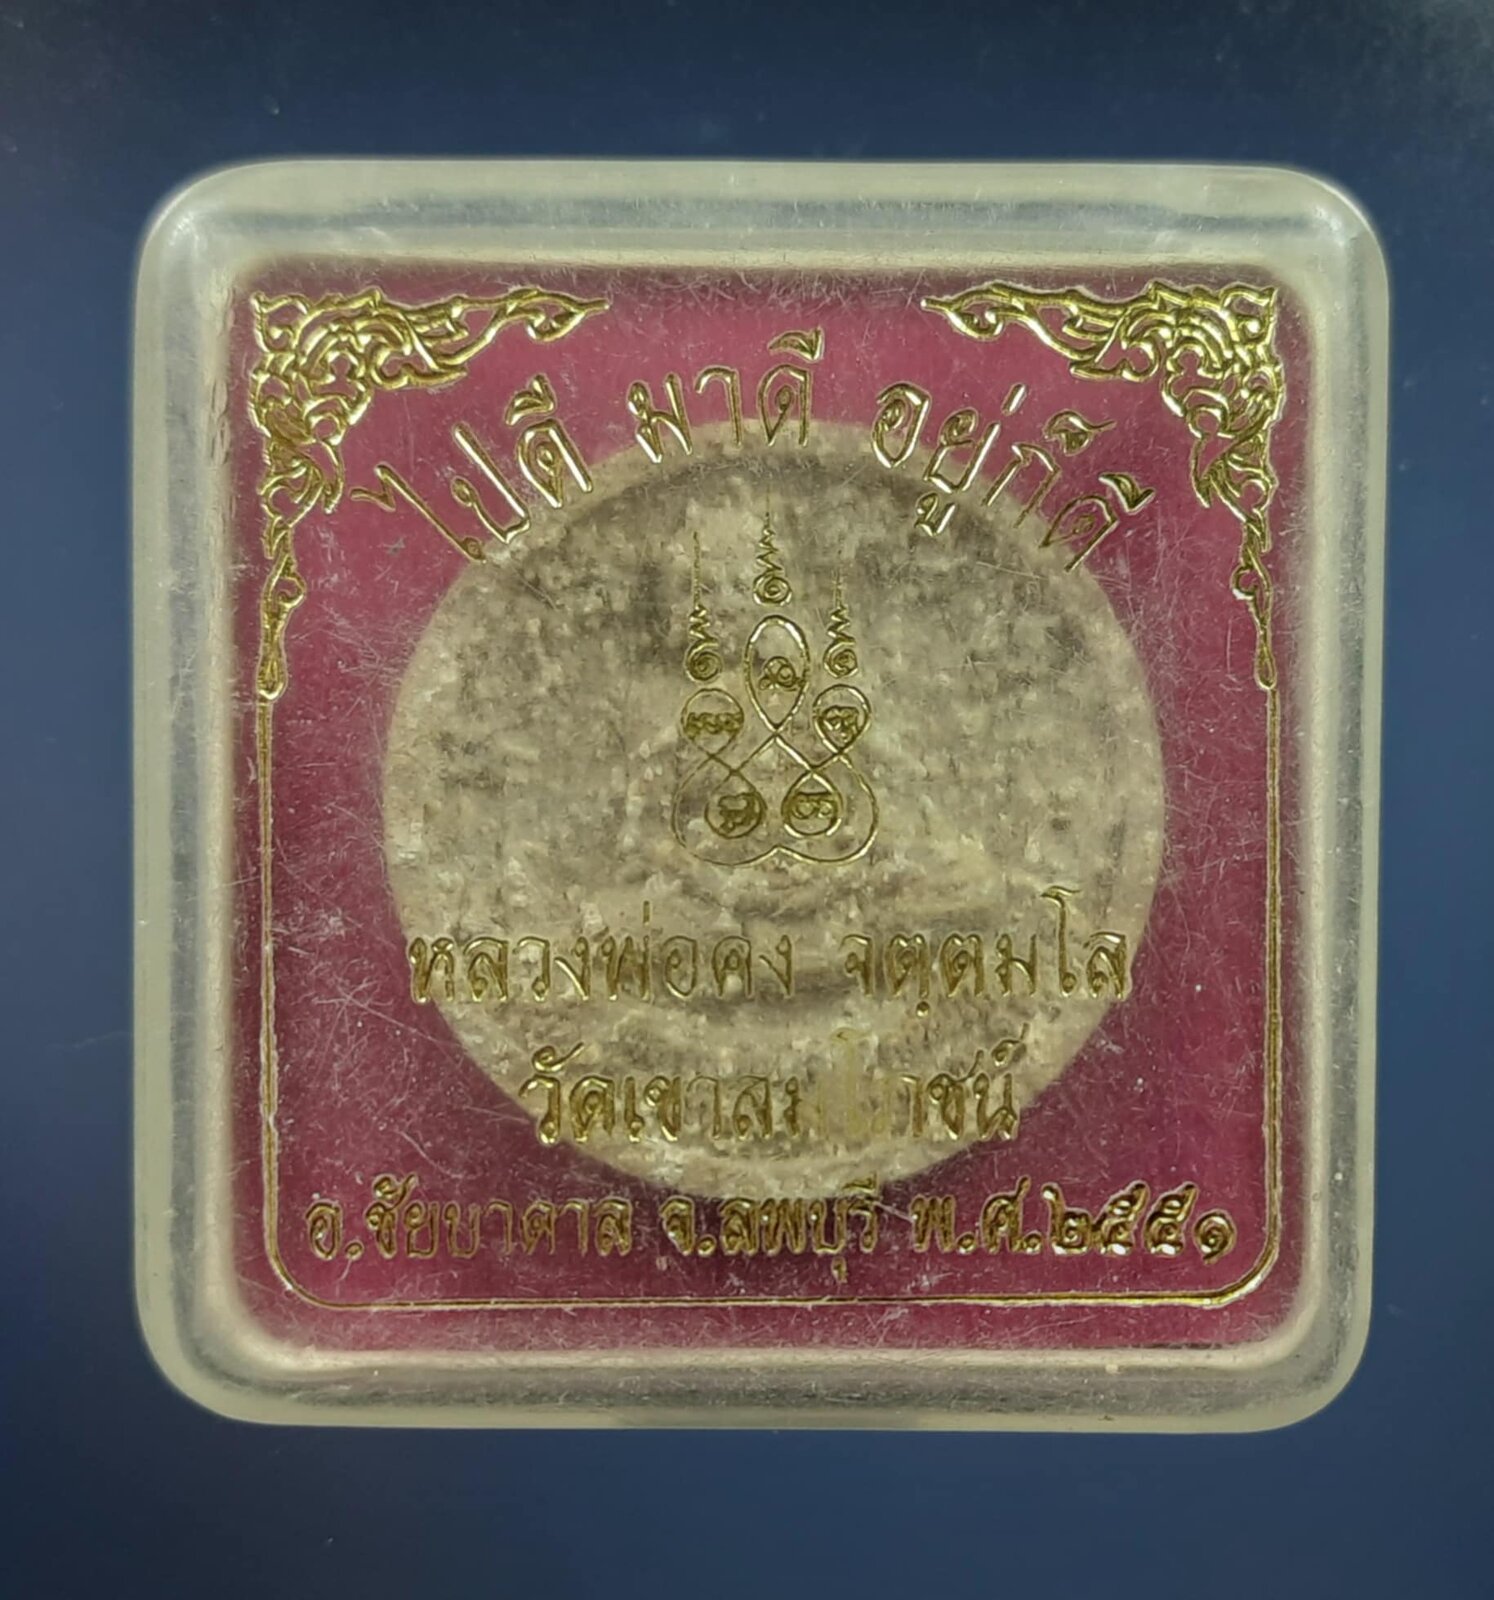 ไปดี มาดี อยู่ก็ดี
หลวงพ่อคง จตฺตมโล
วัดเขาสมโภชน์
อ.ชัยบาดาล จ.ลพบุรี พ.ศ.๒๕๕๑